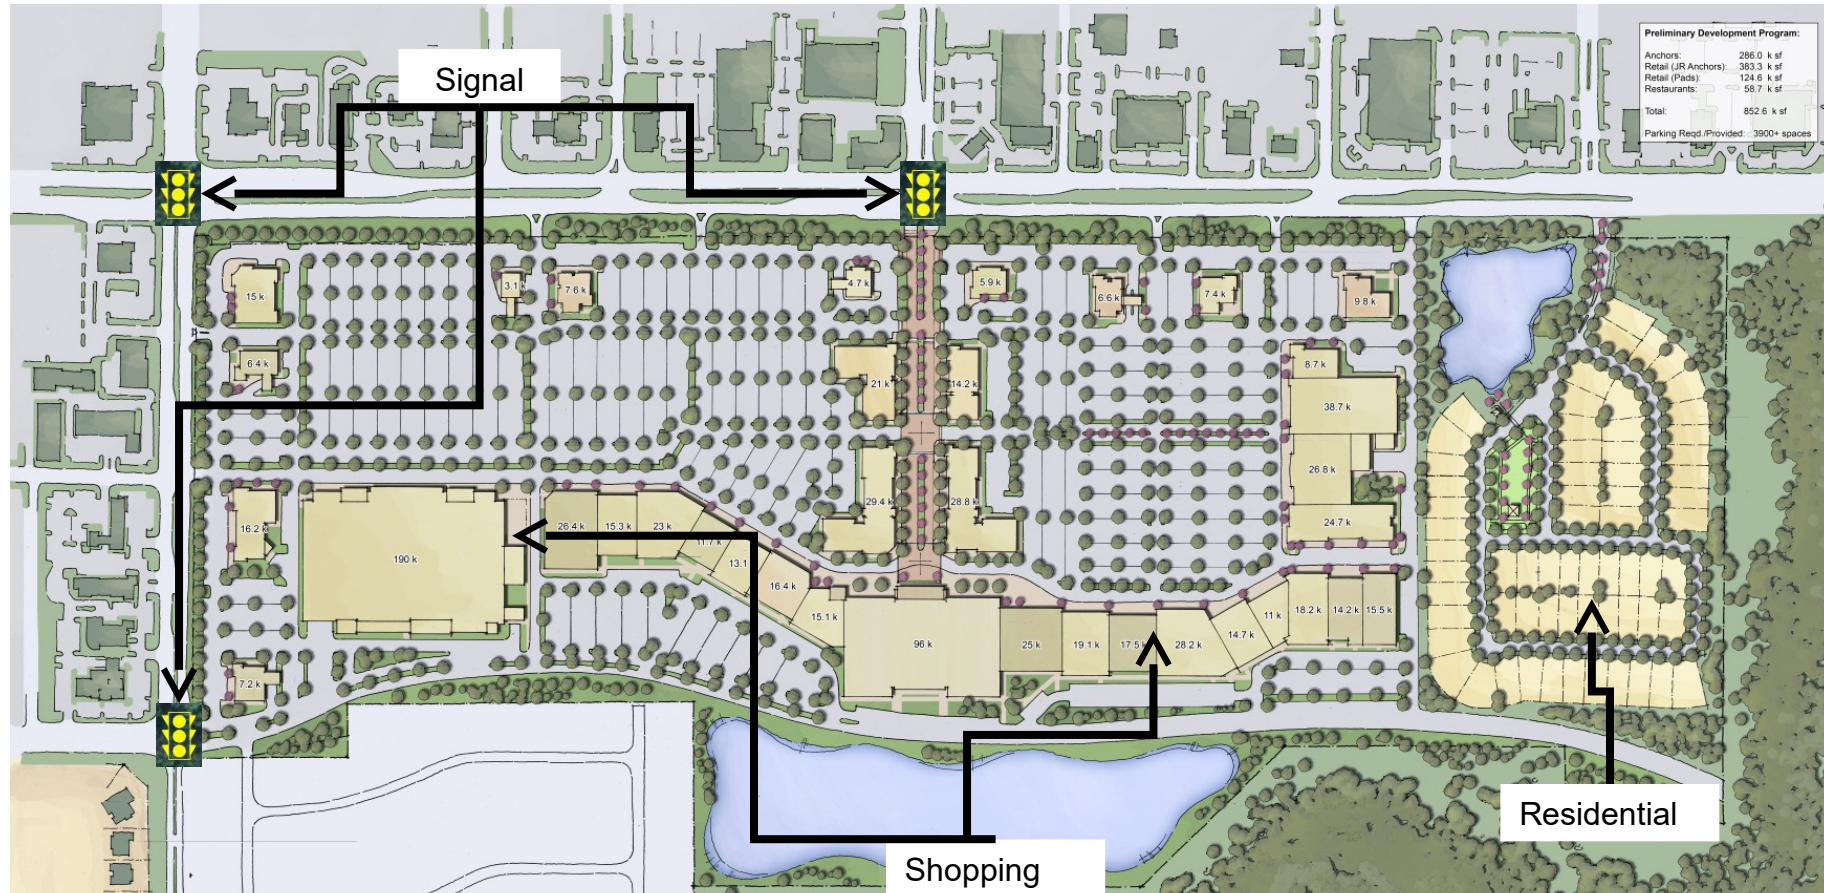 Preliminary Development Program:
Anchors: 286.0 k sf
Retail (JR Anchors): 383.3 k sf
Retail (Pads): 124.6 k sf
Restaurants: 58.7 k sf
Total: 852.6 k sf
Parking Reqd./Provided: 3900+ spaces
Signal
15 k
3.1 k
7.6 k
4.7 k
5.9 k
6.6 k
7.4 k
9.8 k
6.4 k
21 k
14.2 k
8.7 k
38.7 k
26.8 k
24.7 k
16.2 k
190 k
26.4 k
15.3 k
23 k
11.7 k
13.1
16.4 k
15.1 k
29.4 k
28.8 k
96 k
25 k
19.1 k
17.5 k
28.2 k
14.7 k
11 k
18.2 k
14.2 k
15.5 k
7.2 k
Residential
Shopping